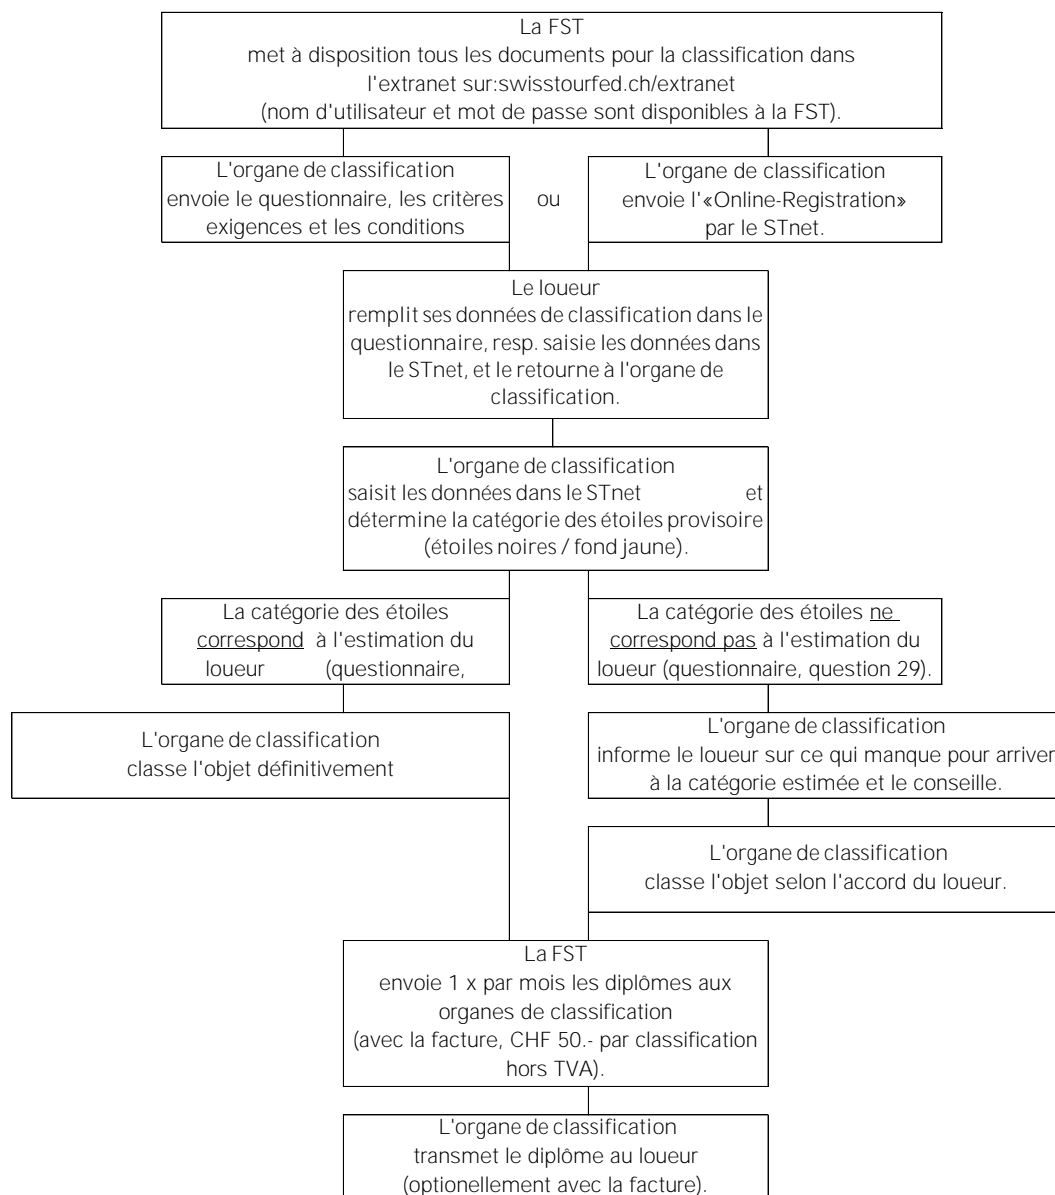 La FST
met à disposition tous les documents pour la classification dans
l'extranet sur:swisstourfed.ch/extranet
(nom d'utilisateur et mot de passe sont disponibles à la FST).
L'organe de classification
envoie le questionnaire, les critères
exigences et les conditions
ou
L'organe de classification
envoie l'«Online-Registration»
par le STnet.
Le loueur
remplit ses données de classification dans le
questionnaire, resp. saisie les données dans
le STnet, et le retourne à l'organe de
classification.
L'organe de classification
saisit les données dans le STnet et
détermine la catégorie des étoiles provisoire
(étoiles noires / fond jaune).
La catégorie des étoiles
correspond à l'estimation du
loueur (questionnaire,
La catégorie des étoiles ne
correspond pas à l'estimation du
loueur (questionnaire, question 29).
L'organe de classification
classe l'objet définitivement
L'organe de classification
informe le loueur sur ce qui manque pour arriver
à la catégorie estimée et le conseille.
L'organe de classification
classe l'objet selon l'accord du loueur.
La FST
envoie 1 x par mois les diplômes aux
organes de classification
(avec la facture, CHF 50.- par classification
hors TVA).
L'organe de classification
transmet le diplôme au loueur
(optionellement avec la facture).